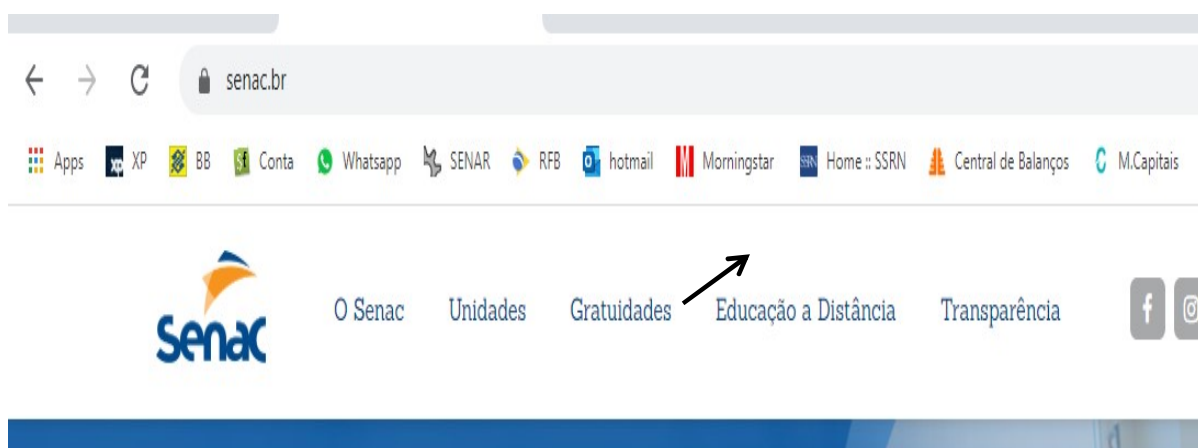 senac.br
Apps XP BB Conta Whatsapp SENAR RFB hotmail Morningstar Home :: SSRN Central de Balanços M.Capitais
Senac O Senac Unidades Gratuidades Educação a Distância Transparência